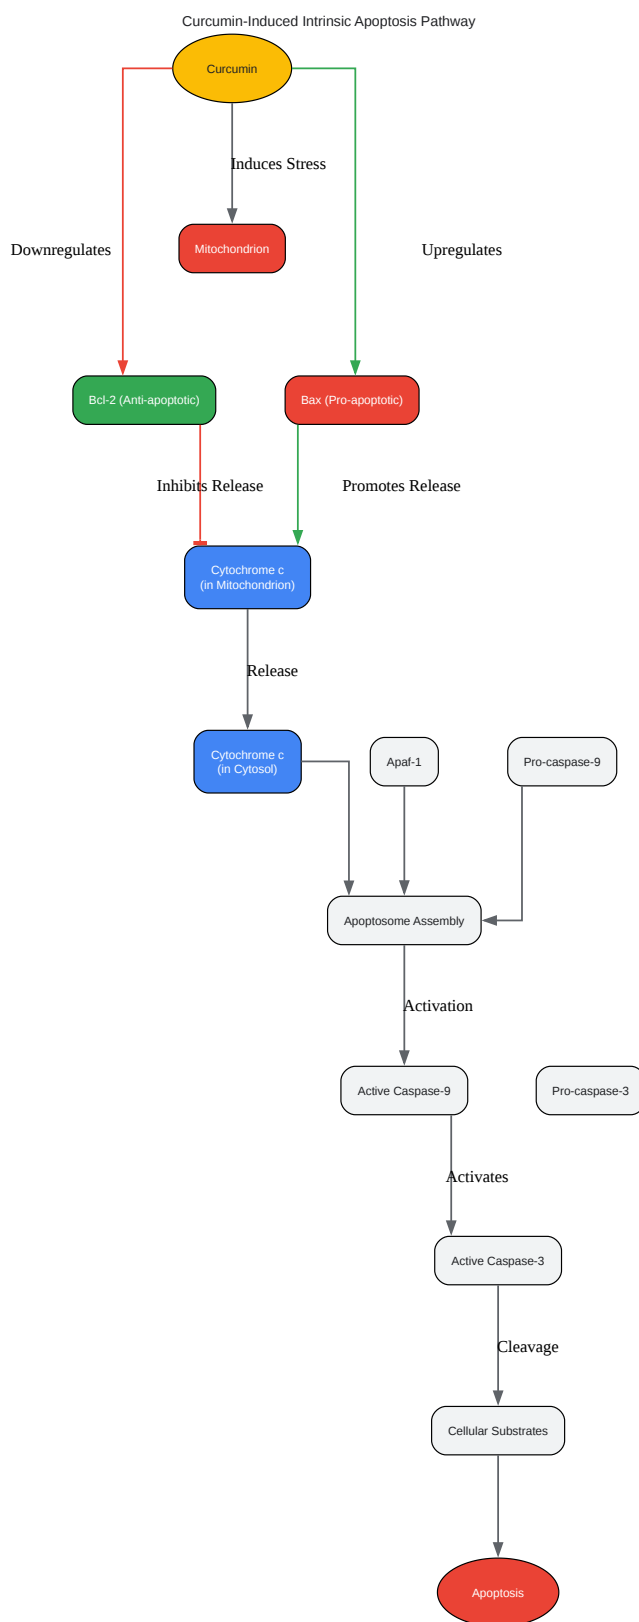 Curcumin-Induced Intrinsic Apoptosis Pathway
Curcumin
Induces Stress
Downregulates
Mitochondrion
Upregulates
Bcl-2 (Anti-apoptotic)
Bax (Pro-apoptotic)
Inhibits Release
Promotes Release
Cytochrome c
(in Mitochondrion)
Release
Cytochrome c
(in Cytosol)
Apaf-1
Pro-caspase-9
Apoptosome Assembly
Activation
Active Caspase-9
Pro-caspase-3
Activates
Active Caspase-3
Cleavage
Cellular Substrates
Apoptosis